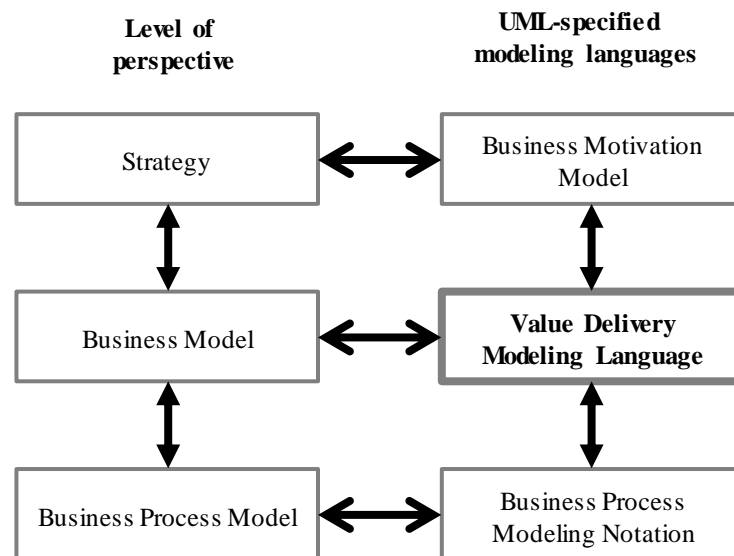 Level of
perspective
UML-specified
modeling languages
Strategy
Business Motivation
Model
Business Model
Value Delivery
Modeling Language
Business Process Model
Business Process
Modeling Notation